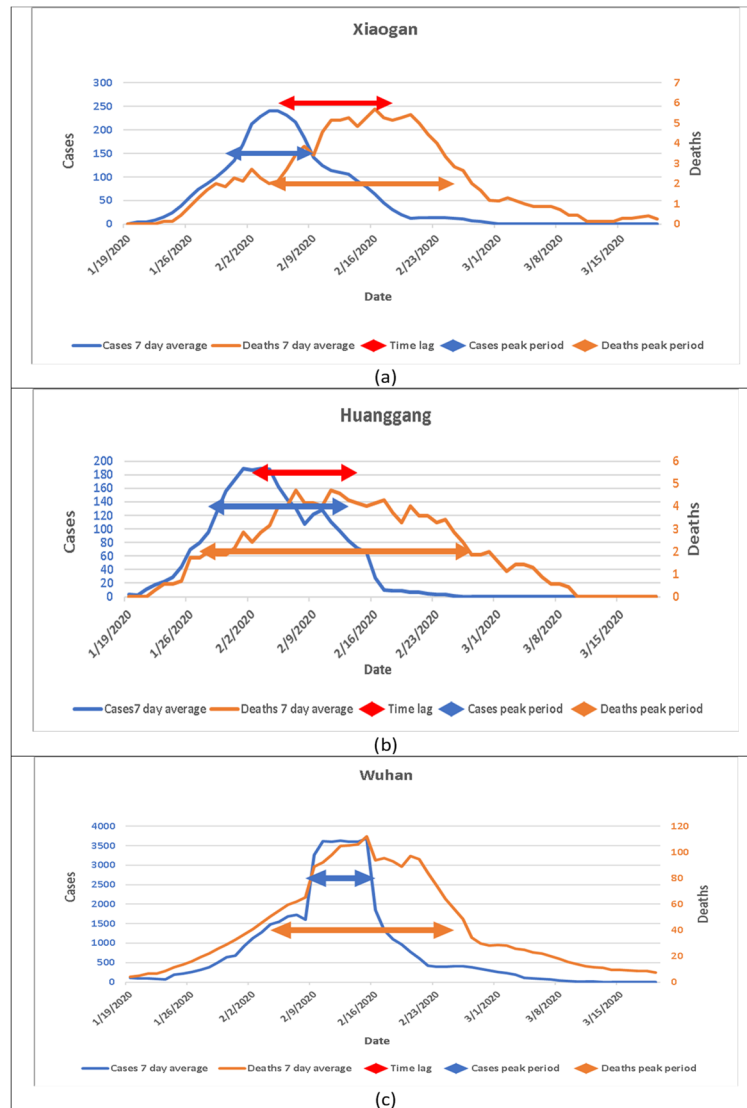 Xiaogan
300
250
200
150
100
50
0
7
6
5
4
3
2
1
0
Cases
Deaths
1/19/2020 1/26/2020 2/2/2020 2/9/2020 2/16/2020 2/23/2020 3/1/2020 3/8/2020 3/15/2020
Date
Cases 7 day average Deaths 7 day average Time lag Cases peak period Deaths peak period
(a)
Huanggang
200
180
160
140
120
100
80
60
40
20
0
6
5
4
3
2
1
0
Cases
Deaths
1/19/2020 1/26/2020 2/2/2020 2/9/2020 2/16/2020 2/23/2020 3/1/2020 3/8/2020 3/15/2020
Date
Cases7 day average Deaths 7 day average Time lag Cases peak period Deaths peak period
(b)
Wuhan
4000
3500
3000
2500
2000
1500
1000
500
0
120
100
80
60
40
20
0
Cases
Deaths
1/19/2020 1/26/2020 2/2/2020 2/9/2020 2/16/2020 2/23/2020 3/1/2020 3/8/2020 3/15/2020
Date
Cases 7 day average Deaths 7 day average Time lag Cases peak period Deaths peak period
(c)